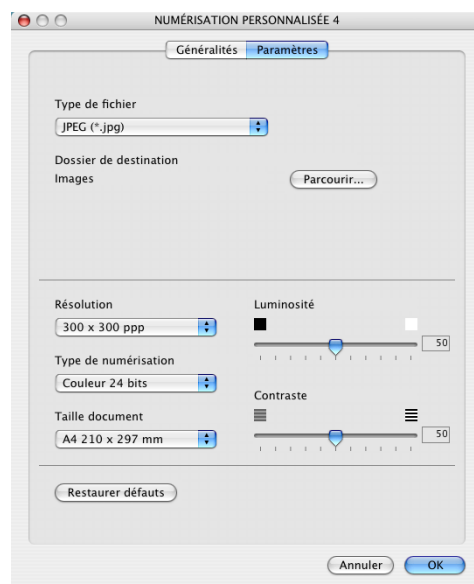 NUMÉRISATION PERSONNALISÉE 4
Généralités Paramètres
Type de fichier
JPEG (*.jpg)
Dossier de destination
Images Parcourir...
Résolution Luminosité
300 x 300 ppp 50
Type de numérisation
Couleur 24 bits
Contraste
Taille document
A4 210 x 297 mm 50
Restaurer défauts
Annuler OK